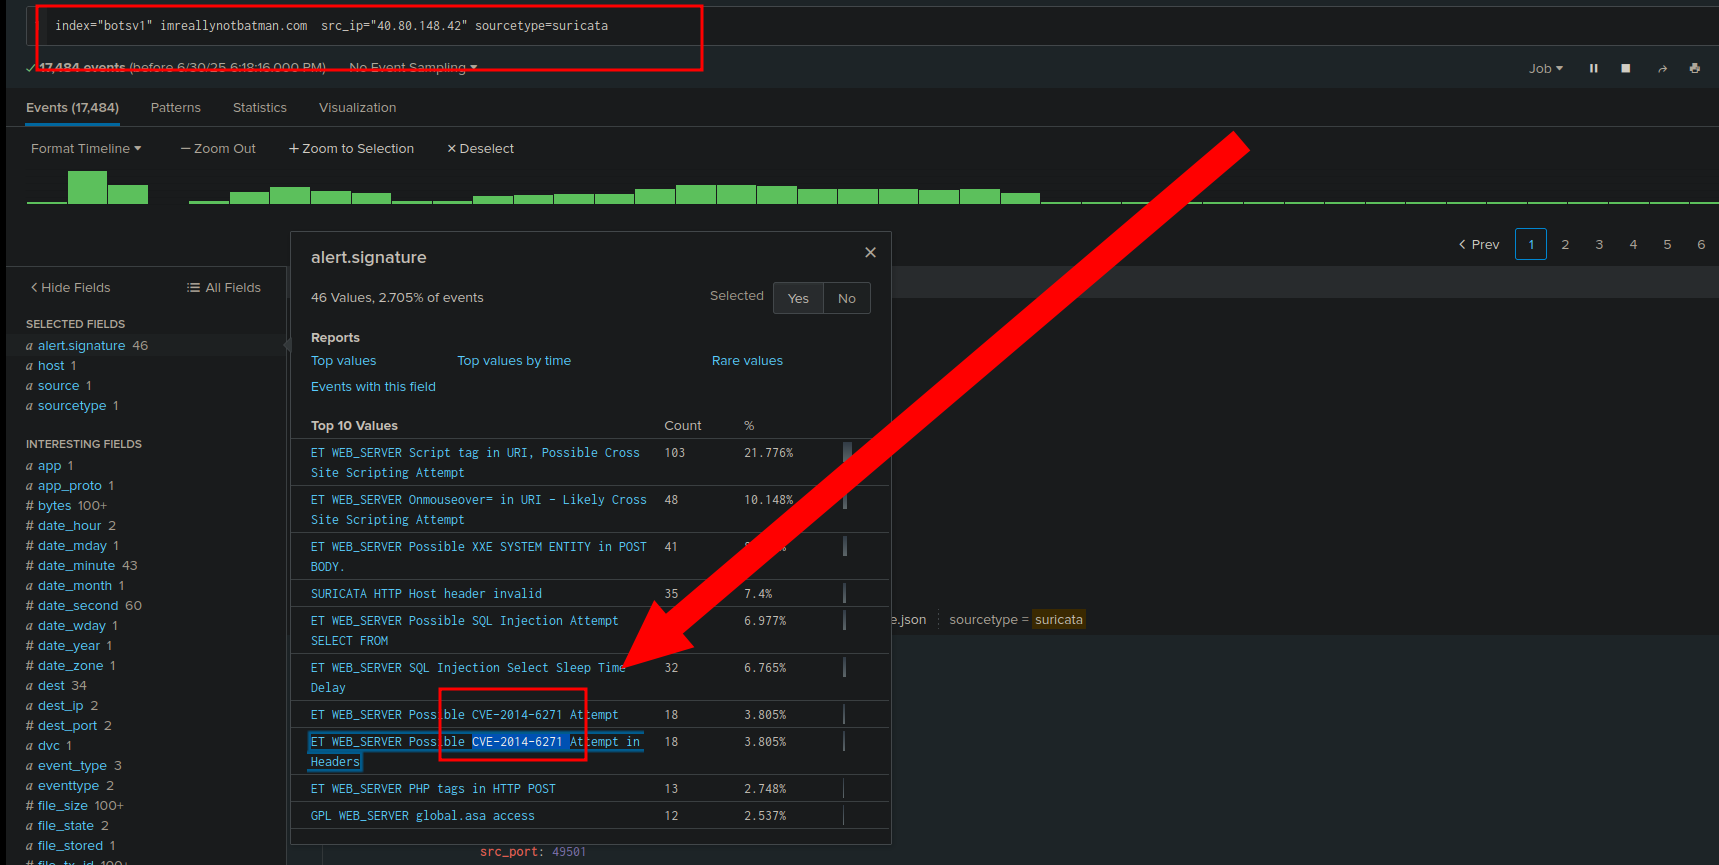 index="botsv1" imreallynotbatman.com src_ip="40.80.148.42" sourcetype=suricata
17,484 events (before 6/30/25 6:18:16.000 PM) No Event Sampling
Job
Events (17,484) Patterns Statistics Visualization
Format Timeline — Zoom Out + Zoom to Selection × Deselect
< Prev 1 2 3 4 5 6
< Hide Fields All Fields
SELECTED FIELDS
a alert.signature 46
a host 1
a source 1
a sourcetype 1
INTERESTING FIELDS
a app 1
a app_proto 1
# bytes 100+
# date_hour 2
# date_mday 1
# date_minute 43
a date_month 1
# date_second 60
a date_wday 1
# date_year 1
# date_zone 1
a dest 34
a dest_ip 2
# dest_port 2
a dvc 1
a event_type 3
a eventtype 2
# file_size 100+
a file_state 2
a file_stored 1
# file_tx_id 100+
alert.signature
46 Values, 2.705% of events
Selected Yes No
Reports
Top values Top values by time Rare values
Events with this field
Top 10 Values Count %
ET WEB_SERVER Script tag in URI, Possible Cross 103 21.776%
Site Scripting Attempt
ET WEB_SERVER Onmouseover= in URI - Likely Cross 48 10.148%
Site Scripting Attempt
ET WEB_SERVER Possible XXE SYSTEM ENTITY in POST 41
BODY.
SURICATA HTTP Host header invalid 35 7.4%
ET WEB_SERVER Possible SQL Injection Attempt 6.977%
SELECT FROM
ET WEB_SERVER SQL Injection Select Sleep Time 32 6.765%
Delay
ET WEB_SERVER Possible CVE-2014-6271 Attempt 18 3.805%
ET WEB_SERVER Possible CVE-2014-6271 Attempt in 18 3.805%
Headers
ET WEB_SERVER PHP tags in HTTP POST 13 2.748%
GPL WEB_SERVER global.asa access 12 2.537%
e.json sourcetype = suricata
src_port: 49501